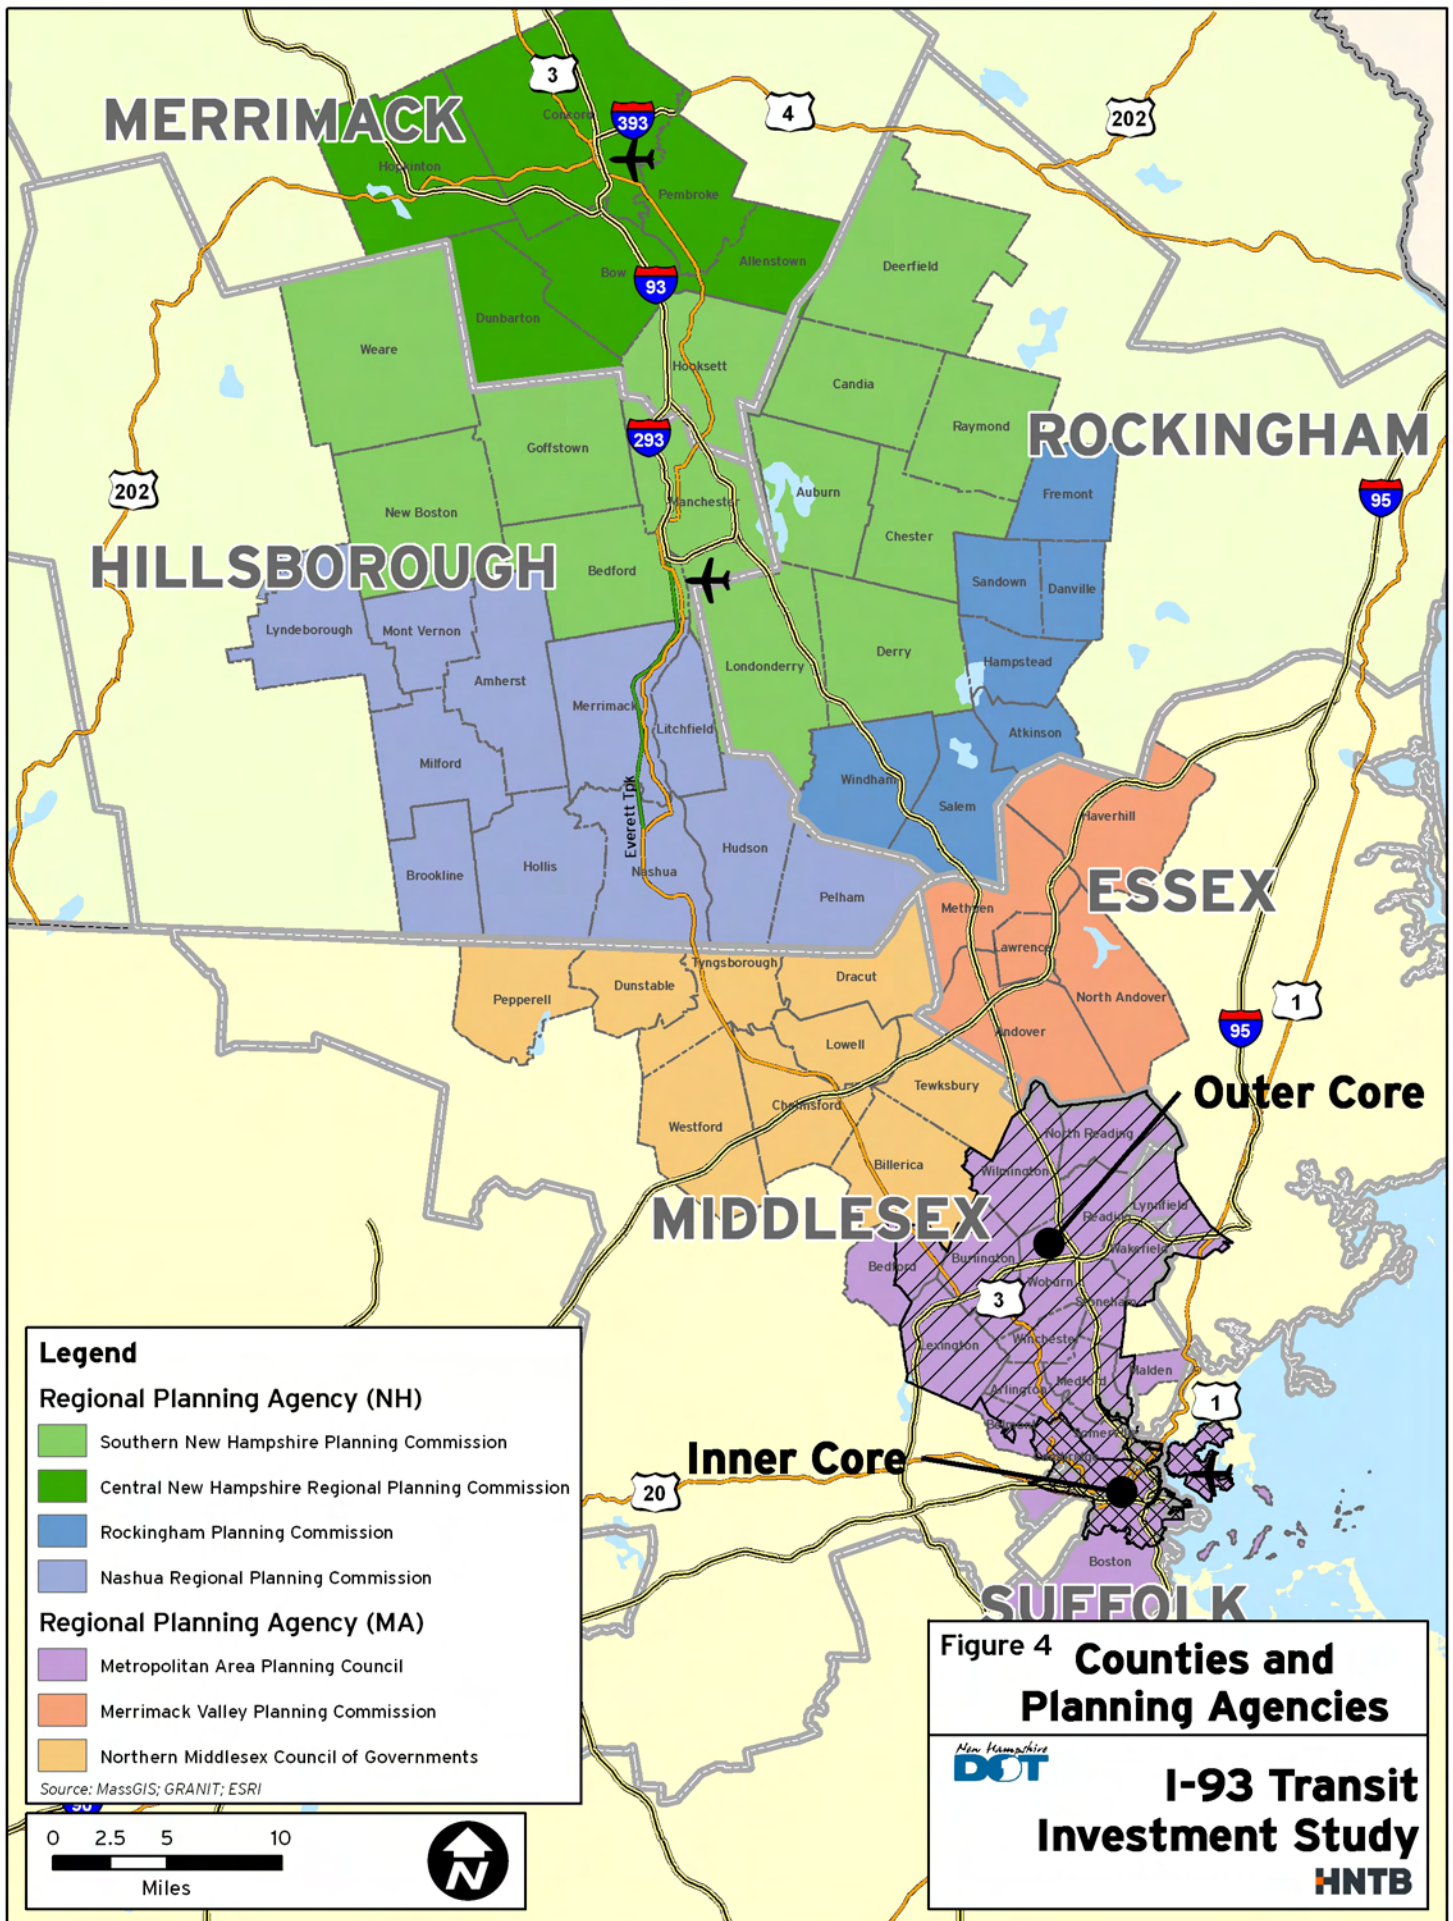 3
MERRIMACK
393
4
202
Concord
Hopkinton
Pembroke
Allenstown
Deerfield
Bow
93
Dunbarton
Weare
Hooksett
Candia
Raymond
ROCKINGHAM
293
Goffstown
202
Manchester
Auburn
Fremont
95
New Boston
Chester
HILLSBOROUGH
Bedford
Sandown
Danville
Lyndeborough
Mont Vernon
Londonderry
Derry
Hampstead
Amherst
Merrimack
Litchfield
Atkinson
Milford
Windham
Salem
Everett Tpk
Haverhill
Hudson
Brookline
Hollis
Nashua
ESSEX
Pelham
Methuen
Lawrence
Tyngsborough
Dracut
Pepperell
Dunstable
North Andover
1
Andover
95
Lowell
Tewksbury
Outer Core
Chelmsford
Westford
North Reading
Billerica
Wilmington
MIDDLESEX
Reading
Lynnfield
Burlington
Wakefield
Bedford
Woburn
3
Stoneham
Lexington
Winchester
Malden
Medford
Arlington
1
Belmont
Somerville
Inner Core
Cambridge
20
Boston
SUFFOLK
Legend
Regional Planning Agency (NH)
Southern New Hampshire Planning Commission
Central New Hampshire Regional Planning Commission
Rockingham Planning Commission
Nashua Regional Planning Commission
Regional Planning Agency (MA)
Metropolitan Area Planning Council
Merrimack Valley Planning Commission
Northern Middlesex Council of Governments
Source: MassGIS; GRANIT; ESRI
90
0 2.5 5 10
Miles
N
Figure 4
Counties and
Planning Agencies
New Hampshire
DOT
I-93 Transit
Investment Study
HNTB